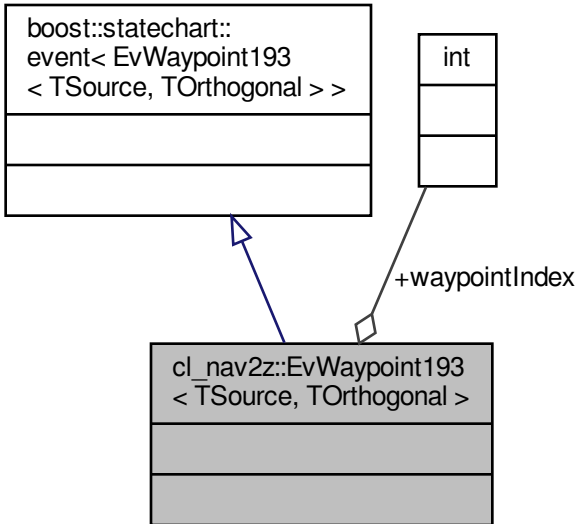 boost::statechart::
event< EvWaypoint193
< TSource, TOrthogonal > >
int
+waypointIndex
cl_nav2z::EvWaypoint193
< TSource, TOrthogonal >